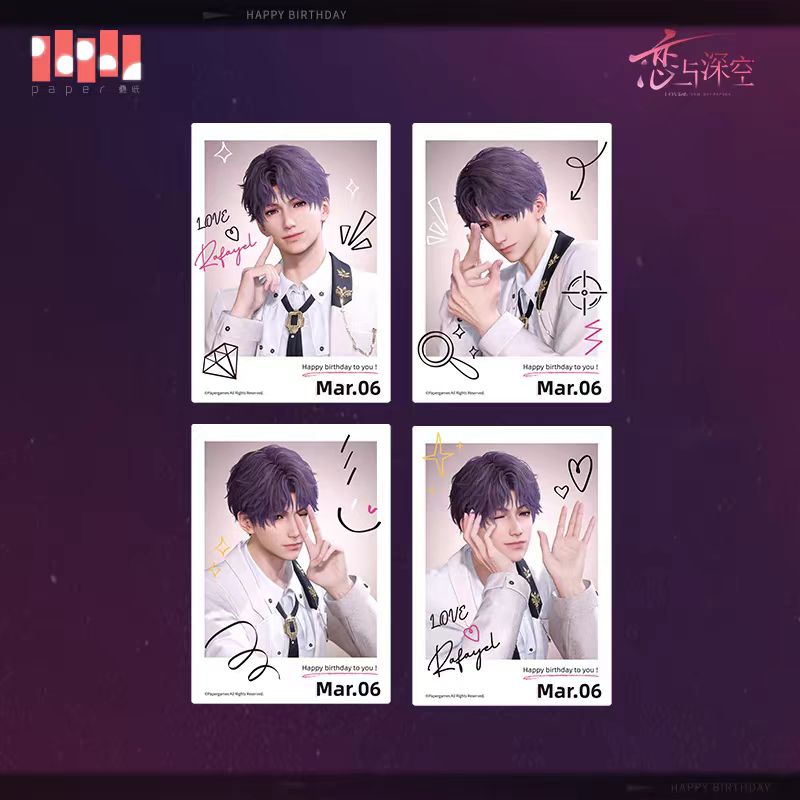 HAPPY BIRTHDAY
paper 叠纸
恋与深空
LOVE
Rafayel
Happy birthday to you !
Mar.06
©Papergames All Rights Reserved.
Happy birthday to you !
Mar.06
©Papergames All Rights Reserved.
Happy birthday to you !
Mar.06
©Papergames All Rights Reserved.
LOVE
Rafayel
Happy birthday to you !
Mar.06
©Papergames All Rights Reserved.
HAPPY BIRTHDAY